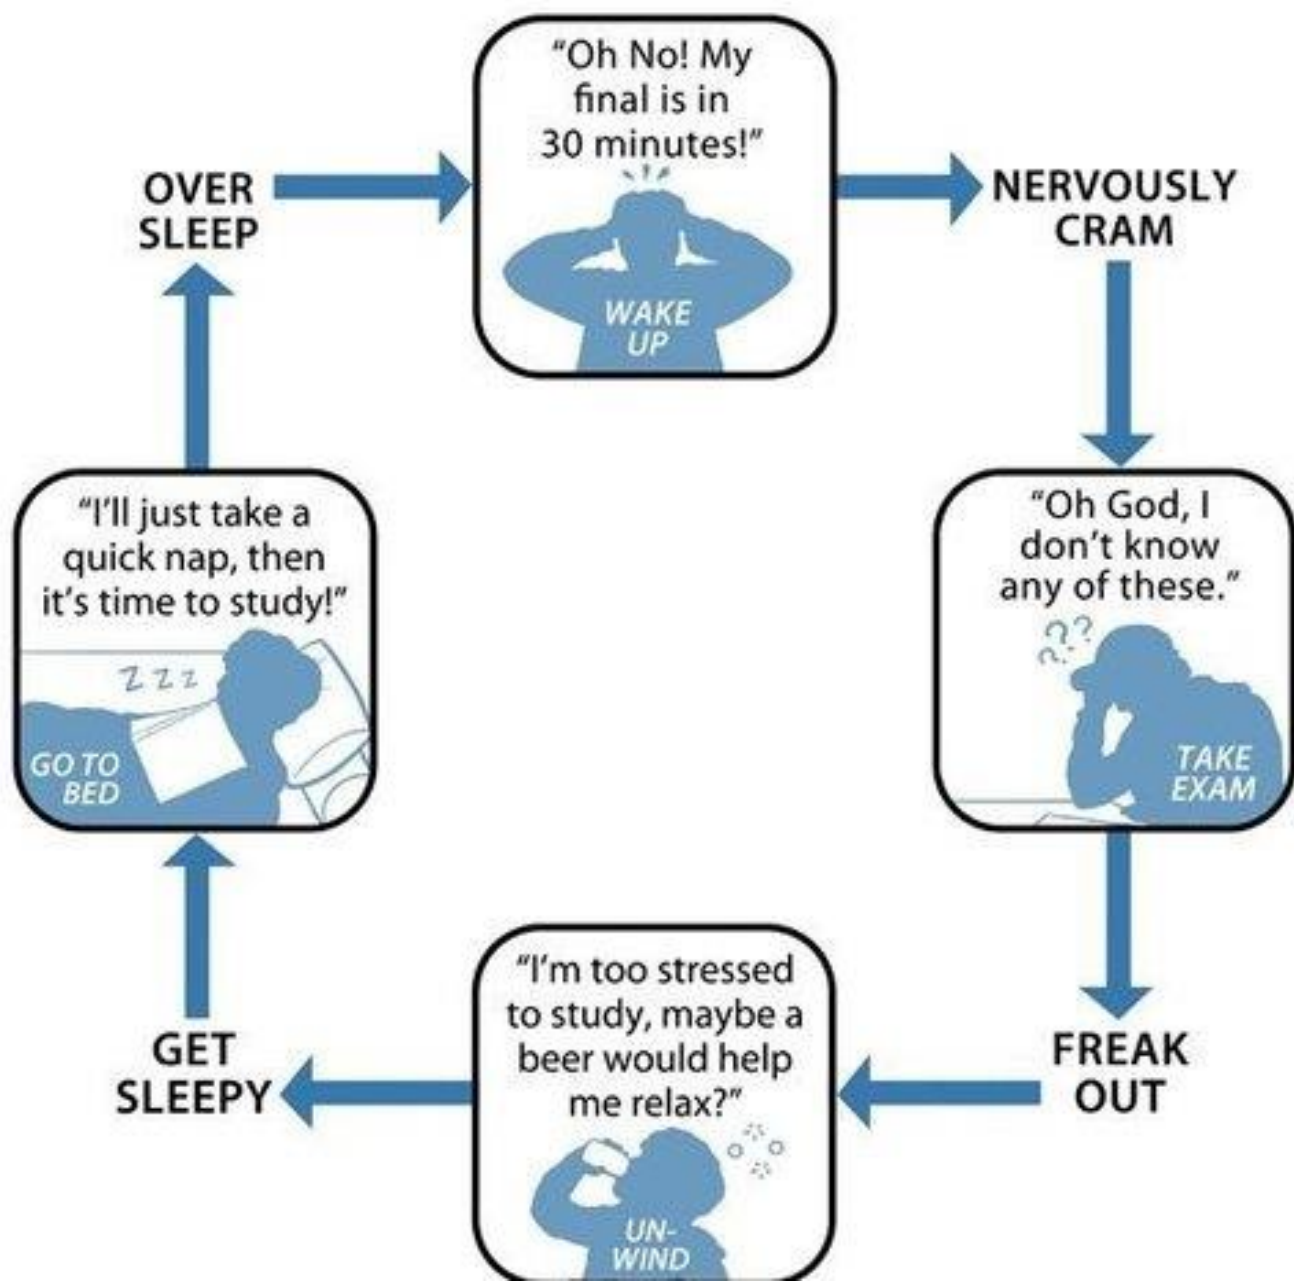 "Oh No! My
final is in
30 minutes!"
WAKE
UP
NERVOUSLY
CRAM
"Oh God, I
don't know
any of these."
??
?.
TAKE
EXAM
FREAK
OUT
"I'm too stressed
to study, maybe a
beer would help
me relax?"
UN-
WIND
GET
SLEEPY
"I'll just take a
quick nap, then
it's time to study!"
Z Z Z
GO TO
BED
OVER
SLEEP